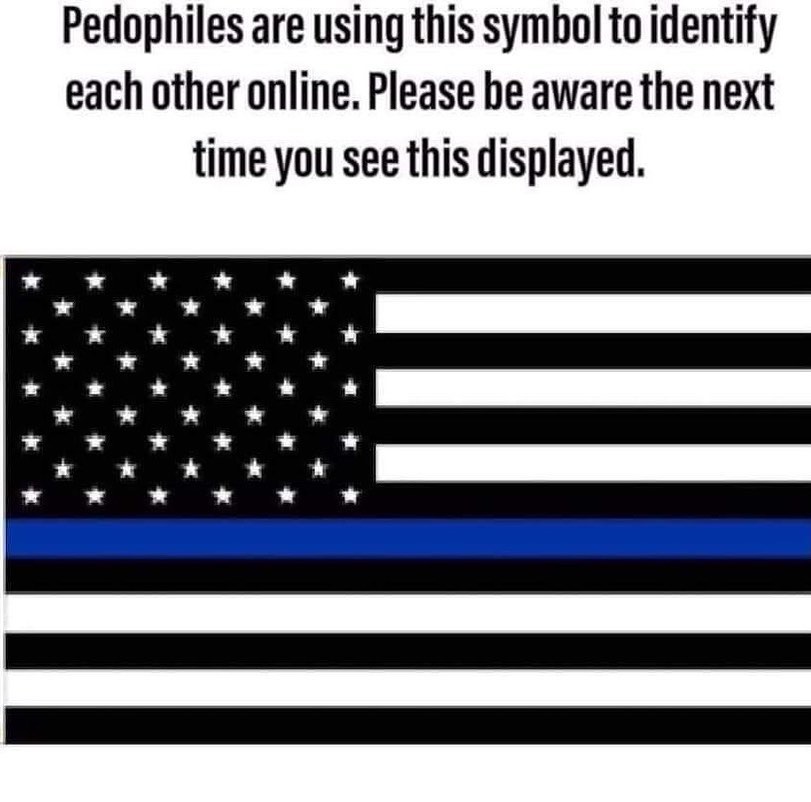 Pedophiles are using this symbol to identify
each other online. Please be aware the next
time you see this displayed.